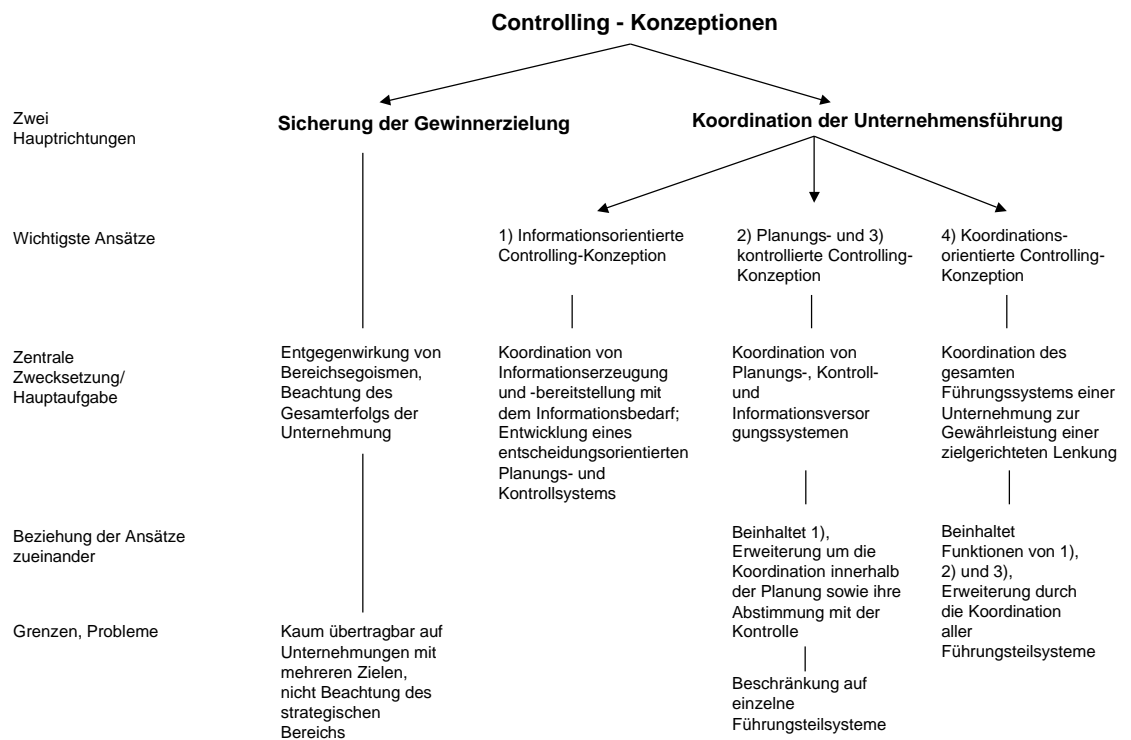 Controlling - Konzeptionen
Zwei
Hauptrichtungen
Sicherung der Gewinnerzielung
Koordination der Unternehmensführung
Wichtigste Ansätze
1) Informationsorientierte
Controlling-Konzeption
2) Planungs- und 3)
kontrollierte Controlling-
Konzeption
4) Koordinations-
orientierte Controlling-
Konzeption
Zentrale
Zwecksetzung/
Hauptaufgabe
Entgegenwirkung von
Bereichsegoismen,
Beachtung des
Gesamterfolgs der
Unternehmung
Koordination von
Informationserzeugung
und -bereitstellung mit
dem Informationsbedarf;
Entwicklung eines
entscheidungsorientierten
Planungs- und
Kontrollsystems
Koordination von
Planungs-, Kontroll-
und
Informationsversor
gungssystemen
Koordination des
gesamten
Führungssystems einer
Unternehmung zur
Gewährleistung einer
zielgerichteten Lenkung
Beziehung der Ansätze
zueinander
Beinhaltet 1),
Erweiterung um die
Koordination innerhalb
der Planung sowie ihre
Abstimmung mit der
Kontrolle
Beinhaltet
Funktionen von 1),
2) und 3),
Erweiterung durch
die Koordination
aller
Führungsteilsysteme
Grenzen, Probleme
Kaum übertragbar auf
Unternehmungen mit
mehreren Zielen,
nicht Beachtung des
strategischen
Bereichs
Beschränkung auf
einzelne
Führungsteilsysteme